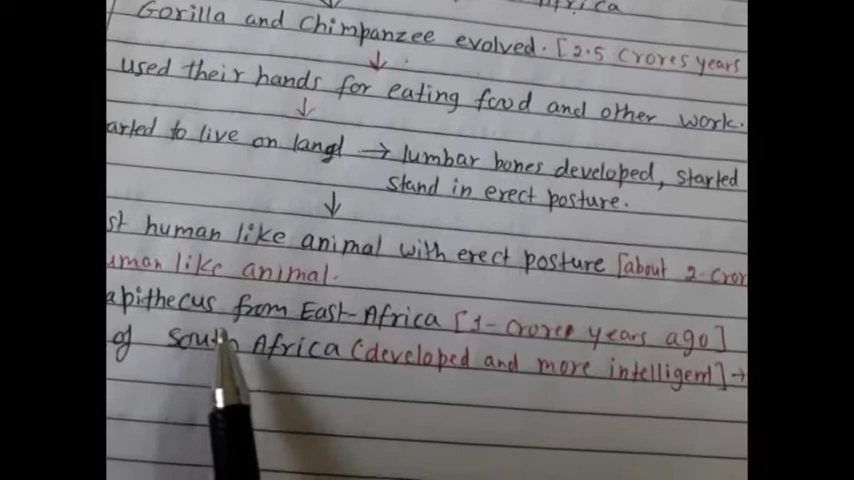 Africa
Gorilla and Chimpanzee evolved. [2.5 crores years
↓
used their hands for eating food and other work.
↓
arted to live on langl → lumbar bones developed, started
stand in erect posture.
↓
st human like animal with erect posture [about 2-cror
uman like animal.
apithecus from East-Africa [1-crores years ago]
of South Africa (developed and more intelligent] →